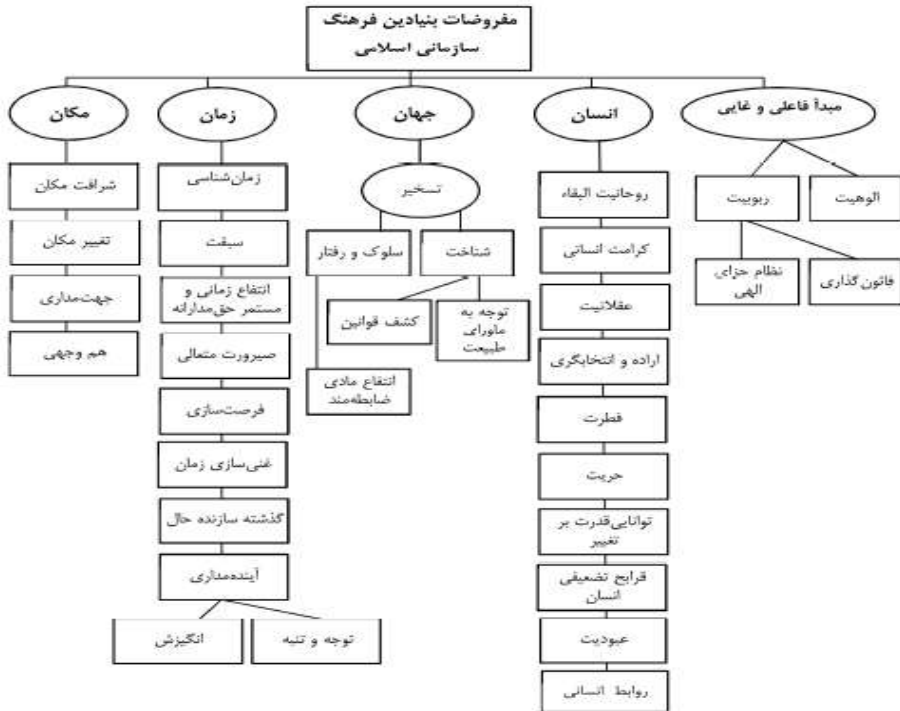 مفروضات بنیادین فرهنگ
سازمانی اسلامی
مبدأ فاعلی و غایی
انسان
جهان
زمان
مکان
الوهیت
ربوبیت
قانون‌گذاری
نظام جزای
الهی
روحانیت البقاء
کرامت انسانی
عقلانیت
اراده و انتخابگری
فطرت
حریت
توانایی‌قدرت بر
تغییر
قرایح تضعیفی
انسان
عبودیت
روابط انسانی
تسخیر
شناخت
سلوک و رفتار
توجه به
ماورای
طبیعت
کشف قوانین
انتفاع مادی
ضابطه‌مند
زمان‌شناسی
سبقت
انتفاع زمانی و
مستمر حق‌مدارانه
صیرورت متعالی
فرصت‌سازی
غنی‌سازی زمان
گذشته سازنده حال
آینده‌مداری
توجه و تنبه
انگیزش
شرافت مکان
تغییر مکان
جهت‌مداری
هم وجهی